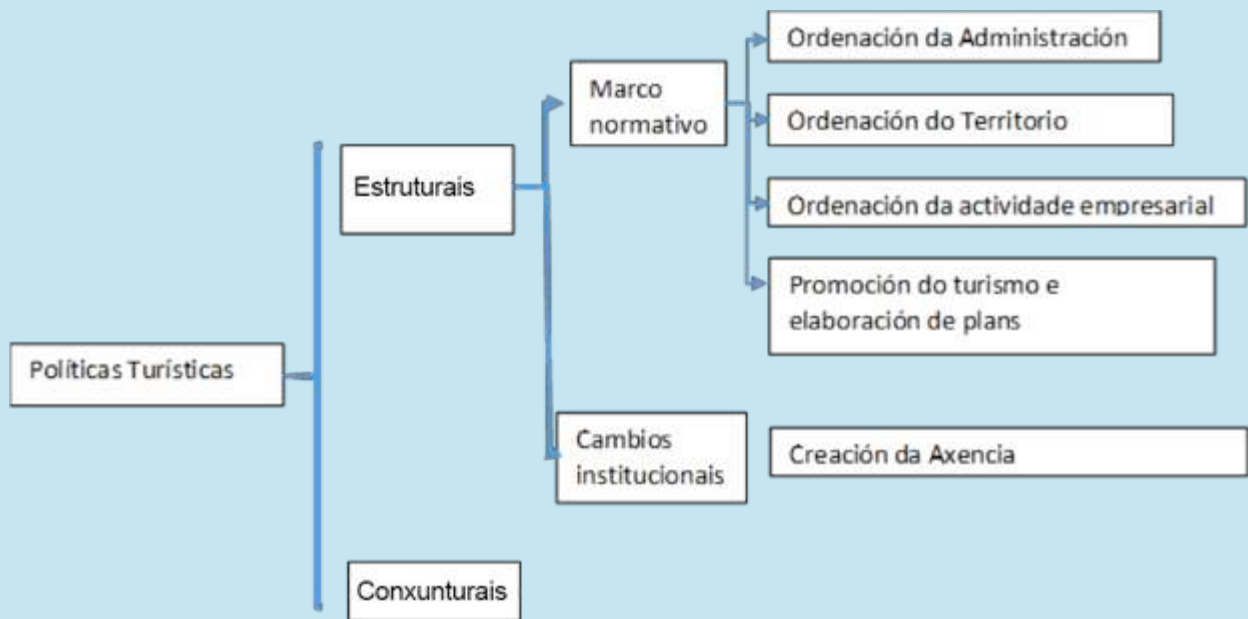 Políticas Turísticas
Estruturais
Marco
normativo
Ordenación da Administración
Ordenación do Territorio
Ordenación da actividade empresarial
Promoción do turismo e
elaboración de plans
Cambios
institucionais
Creación da Axencia
Conxunturais